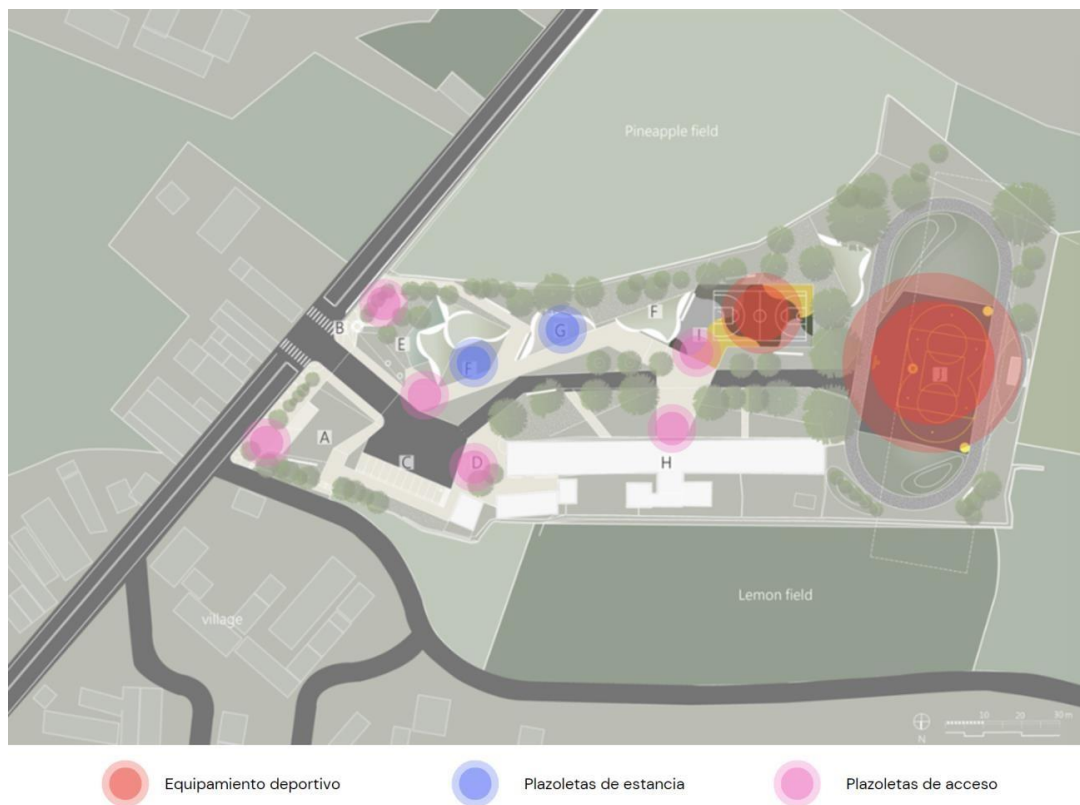 Pineapple field
B
E
G
F
I
F
J
A
C
D
H
Lemon field
village
10 20 30m
N
Equipamiento deportivo
Plazoletas de estancia
Plazoletas de acceso